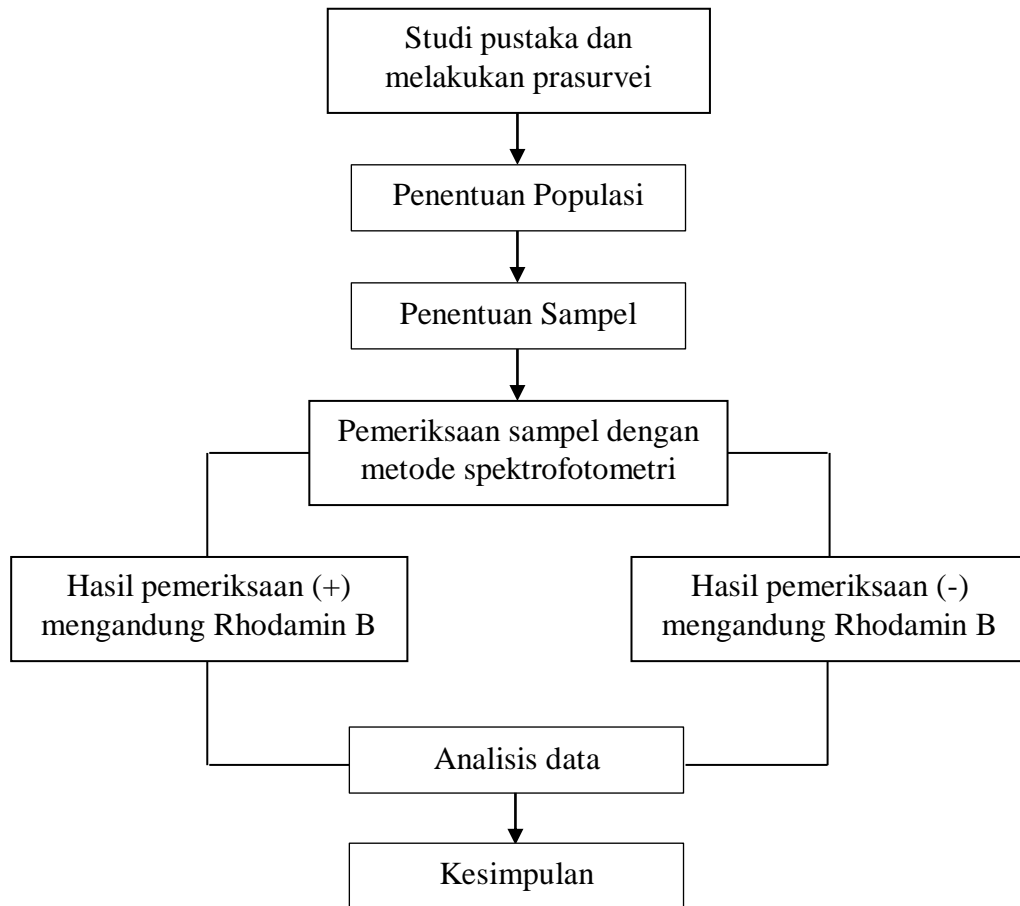 Studi pustaka dan
melakukan prasurvei
Penentuan Populasi
Penentuan Sampel
Pemeriksaan sampel dengan
metode spektrofotometri
Hasil pemeriksaan (+)
mengandung Rhodamin B
Hasil pemeriksaan (-)
mengandung Rhodamin B
Analisis data
Kesimpulan